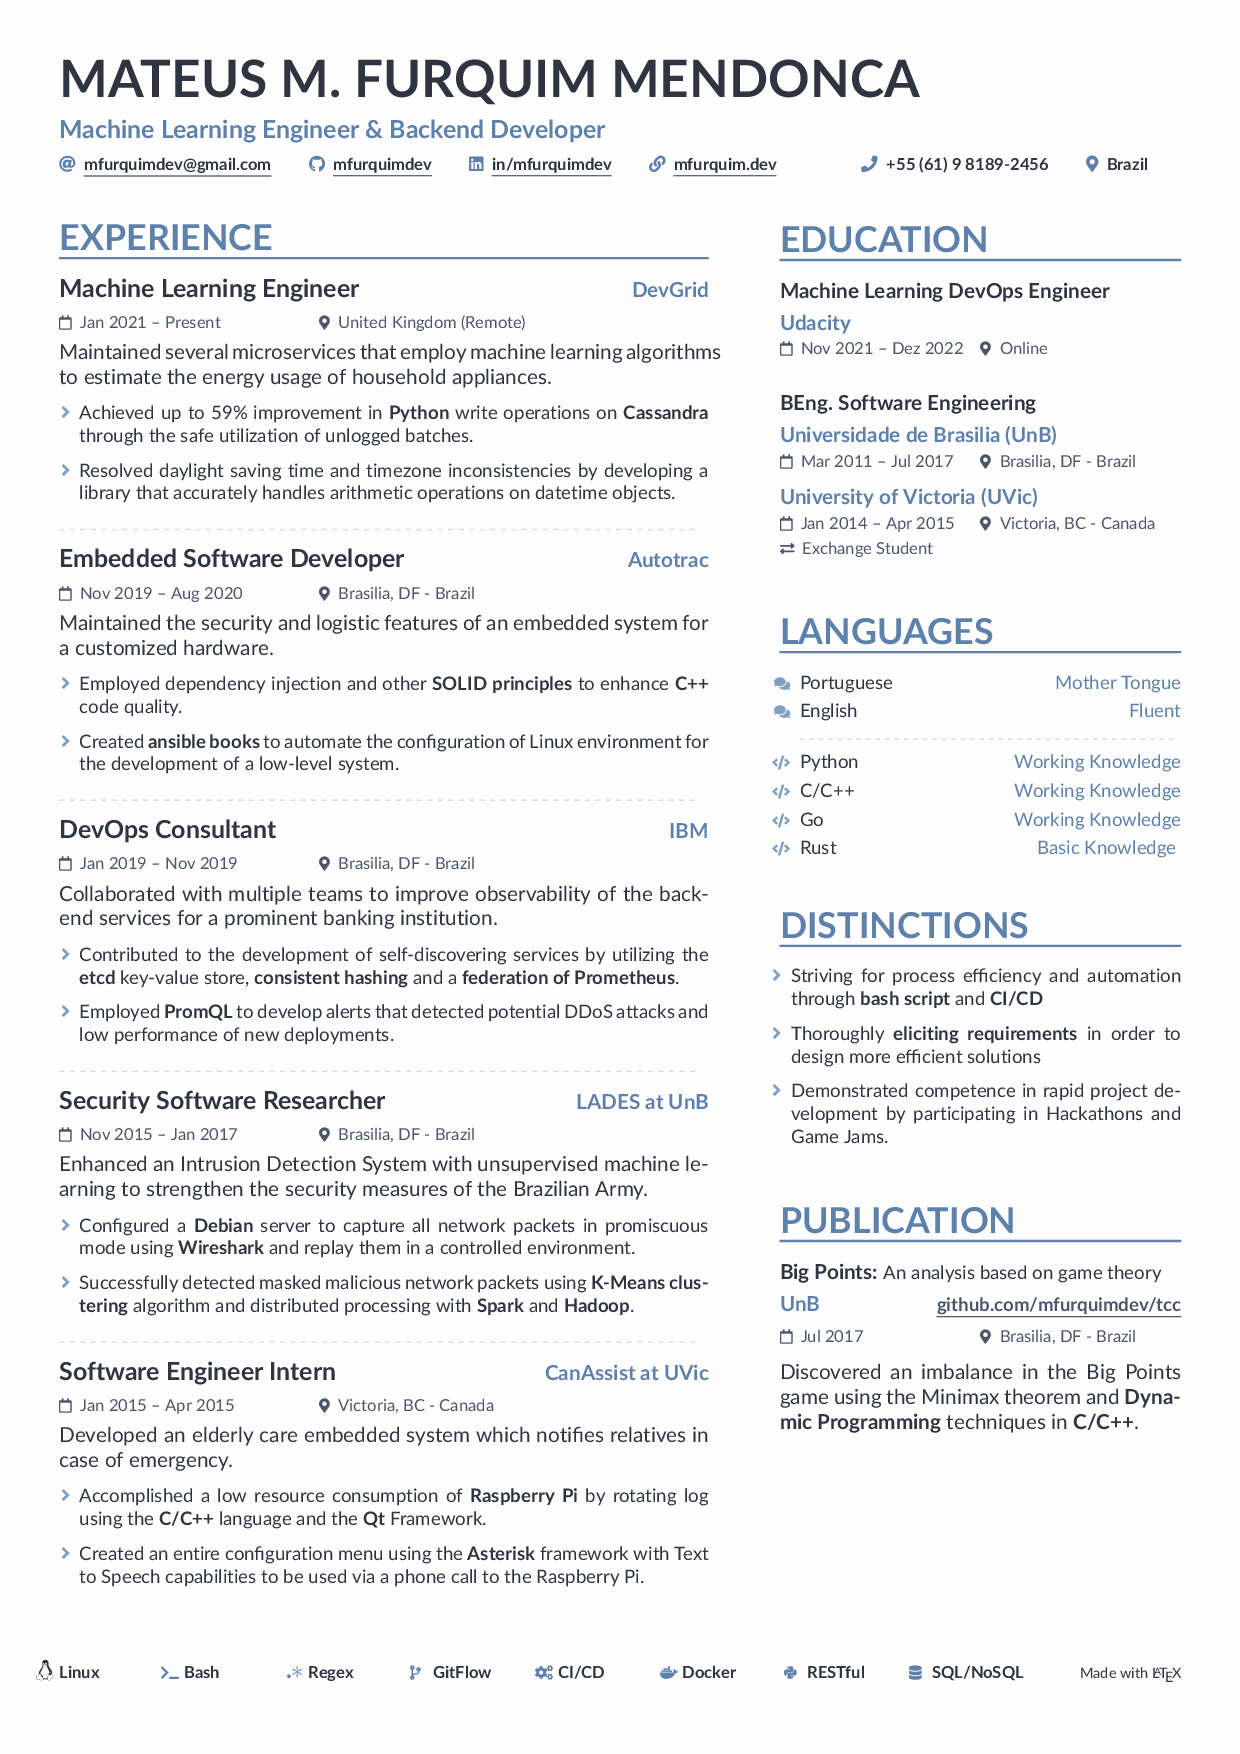 MATEUS M. FURQUIM MENDONCA
Machine Learning Engineer & Backend Developer
mfurquimdev@gmail.com mfurquimdev in/mfurquimdev mfurquim.dev +55 (61) 9 8189-2456 Brazil
EXPERIENCE
Machine Learning Engineer DevGrid
Jan 2021 – Present United Kingdom (Remote)
Maintained several microservices that employ machine learning algorithms
to estimate the energy usage of household appliances.
Achieved up to 59% improvement in Python write operations on Cassandra
through the safe utilization of unlogged batches.
Resolved daylight saving time and timezone inconsistencies by developing a
library that accurately handles arithmetic operations on datetime objects.
Embedded Software Developer Autotrac
Nov 2019 – Aug 2020 Brasilia, DF - Brazil
Maintained the security and logistic features of an embedded system for
a customized hardware.
Employed dependency injection and other SOLID principles to enhance C++
code quality.
Created ansible books to automate the configuration of Linux environment for
the development of a low-level system.
DevOps Consultant IBM
Jan 2019 – Nov 2019 Brasilia, DF - Brazil
Collaborated with multiple teams to improve observability of the back-
end services for a prominent banking institution.
Contributed to the development of self-discovering services by utilizing the
etcd key-value store, consistent hashing and a federation of Prometheus.
Employed PromQL to develop alerts that detected potential DDoS attacks and
low performance of new deployments.
Security Software Researcher LADES at UnB
Nov 2015 – Jan 2017 Brasilia, DF - Brazil
Enhanced an Intrusion Detection System with unsupervised machine le-
arning to strengthen the security measures of the Brazilian Army.
Configured a Debian server to capture all network packets in promiscuous
mode using Wireshark and replay them in a controlled environment.
Successfully detected masked malicious network packets using K-Means clus-
tering algorithm and distributed processing with Spark and Hadoop.
Software Engineer Intern CanAssist at UVic
Jan 2015 – Apr 2015 Victoria, BC - Canada
Developed an elderly care embedded system which notifies relatives in
case of emergency.
Accomplished a low resource consumption of Raspberry Pi by rotating log
using the C/C++ language and the Qt Framework.
Created an entire configuration menu using the Asterisk framework with Text
to Speech capabilities to be used via a phone call to the Raspberry Pi.
EDUCATION
Machine Learning DevOps Engineer
Udacity
Nov 2021 – Dez 2022 Online
BEng. Software Engineering
Universidade de Brasilia (UnB)
Mar 2011 – Jul 2017 Brasilia, DF - Brazil
University of Victoria (UVic)
Jan 2014 – Apr 2015 Victoria, BC - Canada
Exchange Student
LANGUAGES
Portuguese Mother Tongue
English Fluent
Python Working Knowledge
C/C++ Working Knowledge
Go Working Knowledge
Rust Basic Knowledge
DISTINCTIONS
Striving for process efficiency and automation
through bash script and CI/CD
Thoroughly eliciting requirements in order to
design more efficient solutions
Demonstrated competence in rapid project de-
velopment by participating in Hackathons and
Game Jams.
PUBLICATION
Big Points: An analysis based on game theory
UnB github.com/mfurquimdev/tcc
Jul 2017 Brasilia, DF - Brazil
Discovered an imbalance in the Big Points
game using the Minimax theorem and Dyna-
mic Programming techniques in C/C++.
Linux Bash Regex GitFlow CI/CD Docker RESTful SQL/NoSQL Made with LATEX